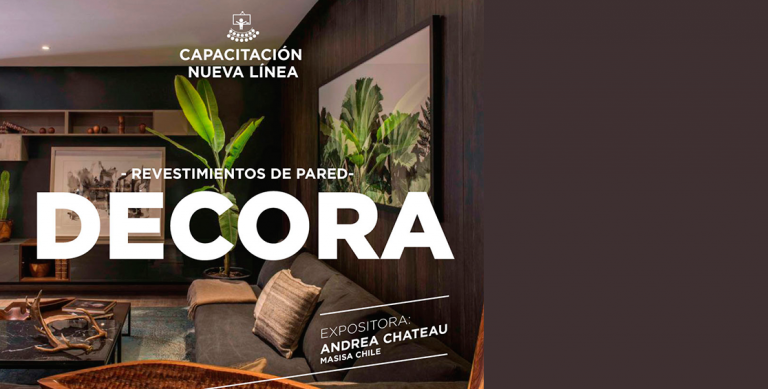 CAPACITACIÓN
NUEVA LÍNEA
- REVESTIMIENTOS DE PARED-
DECORA
EXPOSITORA:
ANDREA CHATEAU
MASISA CHILE